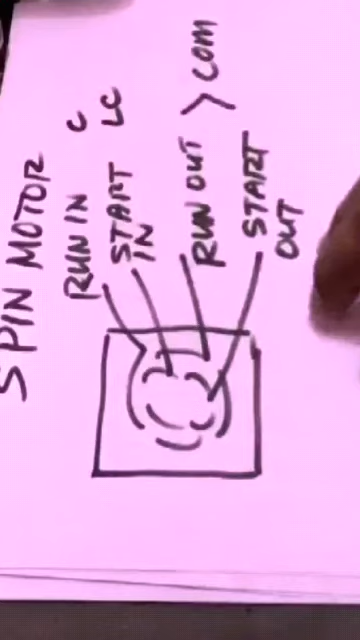 SPIN MOTOR
RUN IN C
START LC
IN
RUN OUT > COM
START
OUT